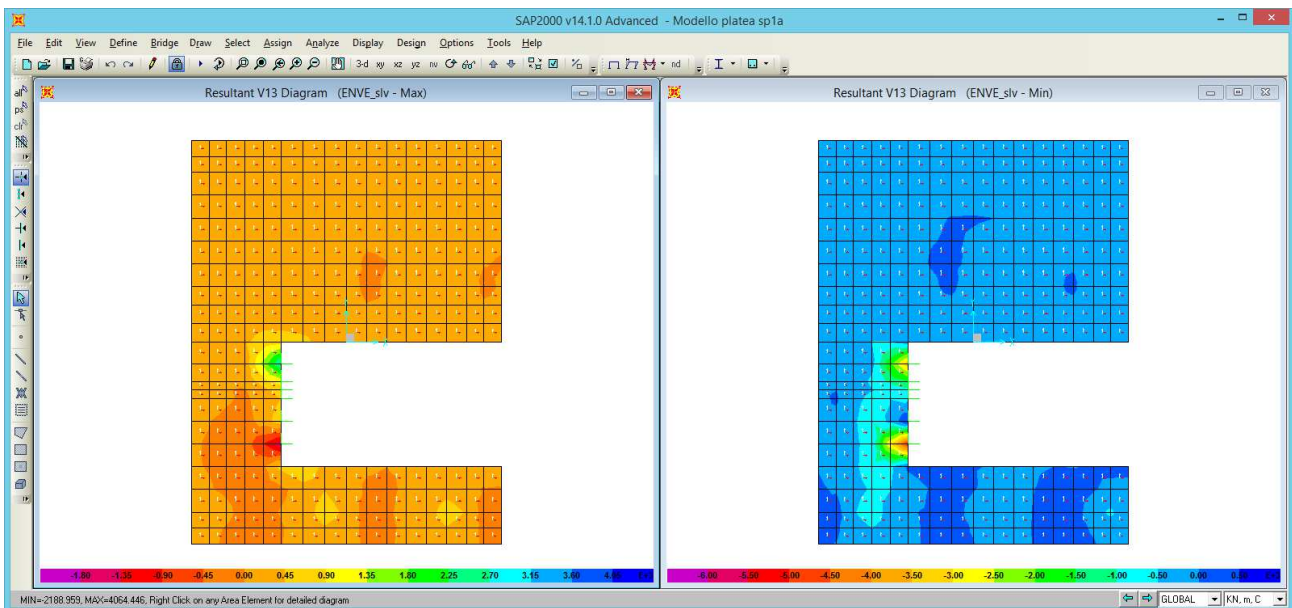 SAP2000 v14.1.0 Advanced - Modello platea sp1a
File Edit View Define Bridge Draw Select Assign Analyze Display Design Options Tools Help
3-d xy xz yz nv nd
Resultant V13 Diagram (ENVE_slv - Max)
Resultant V13 Diagram (ENVE_slv - Min)
all
ps
clr
-1.80 -1.35 -0.90 -0.45 0.00 0.45 0.90 1.35 1.80 2.25 2.70 3.15 3.60
-6.00 -5.50 -5.00 -4.50 -4.00 -3.50 -3.00 -2.50 -2.00 -1.50 -1.00 -0.50 0.00
MIN=-2188.959, MAX=4064.446, Right Click on any Area Element for detailed diagram
GLOBAL KN, m, C